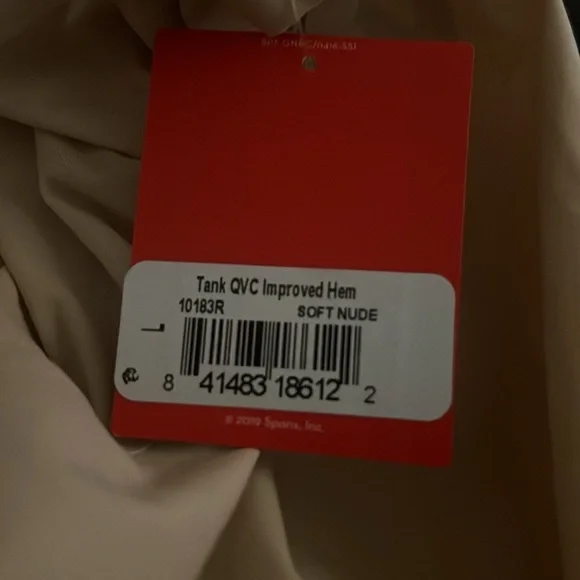 Tank QVC Improved Hem
10183R SOFT NUDE
L
8 41483 18612 2
© 2019 Spanx, Inc.